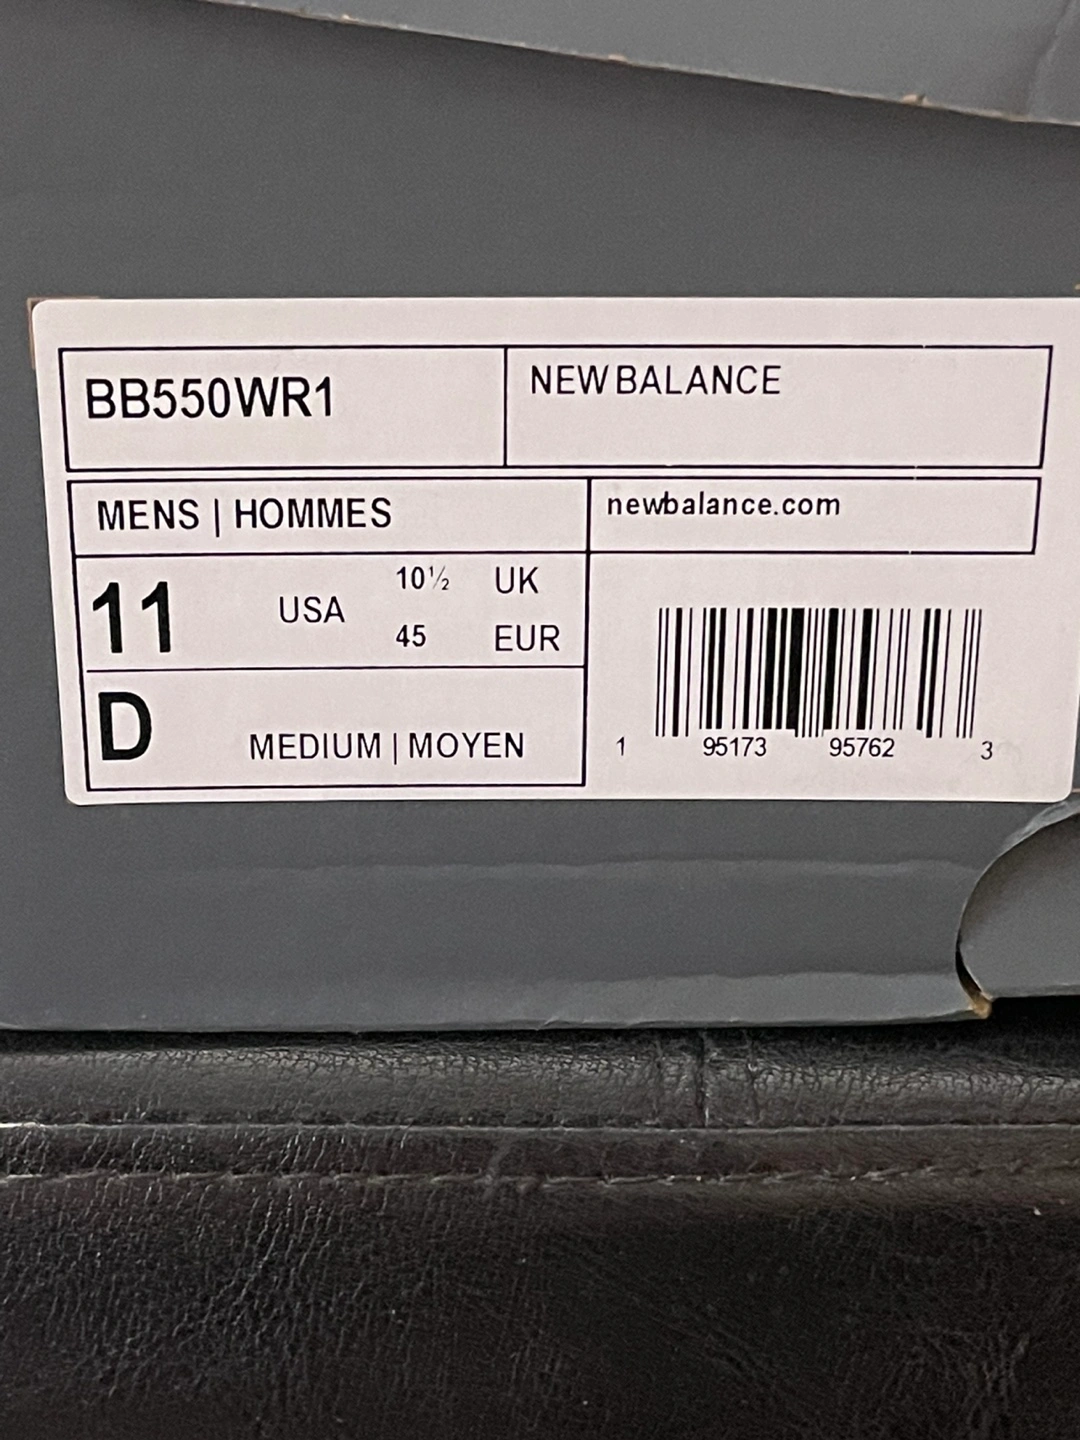 BB550WR1
NEW BALANCE
MENS | HOMMES
newbalance.com
11 USA 10½ UK
45 EUR
D MEDIUM | MOYEN
1 95173 95762 3